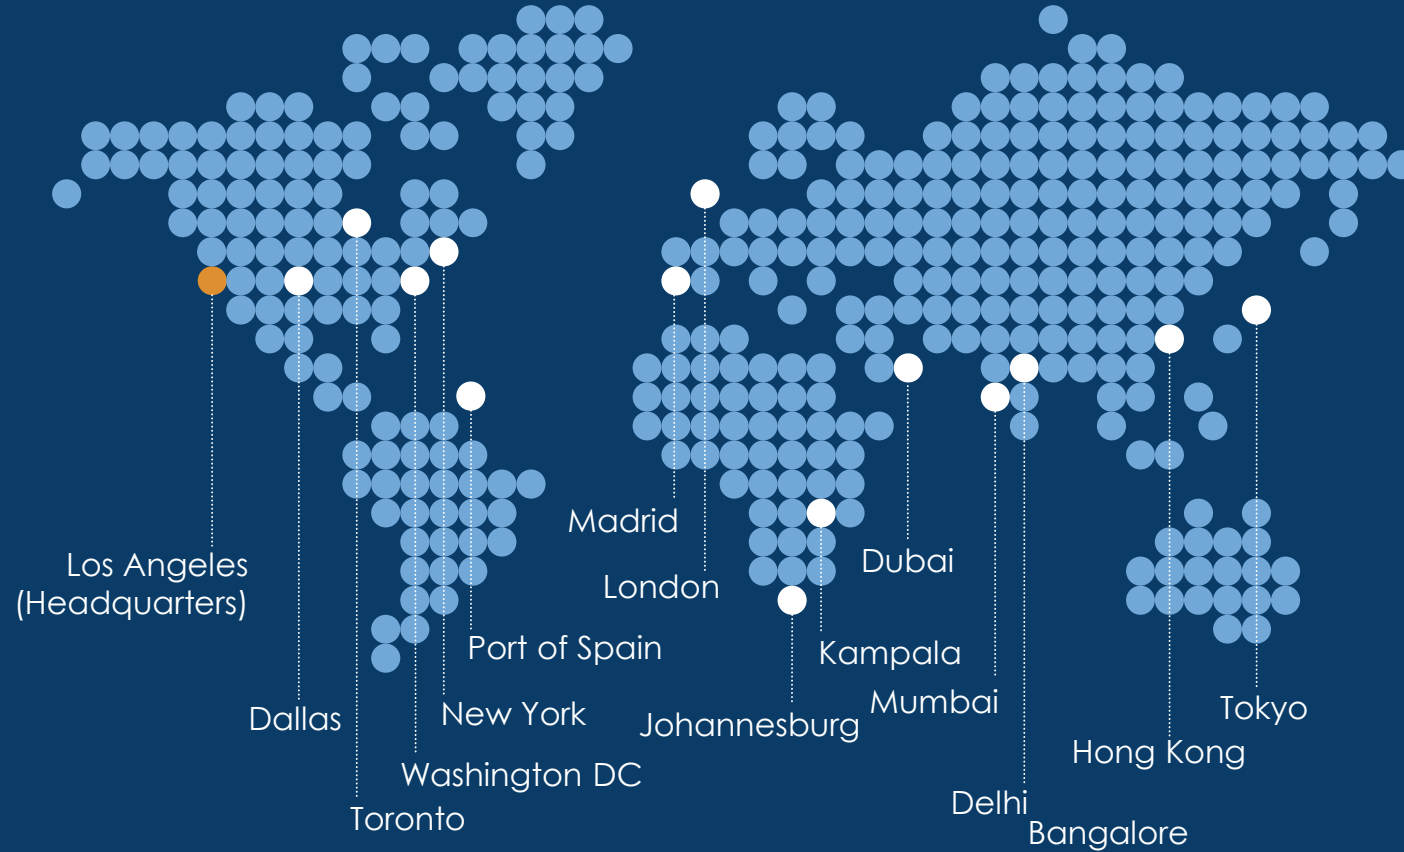 Madrid
Dubai
Los Angeles
(Headquarters)
London
Port of Spain
Kampala
Mumbai
Dallas
New York
Johannesburg
Tokyo
Hong Kong
Washington DC
Delhi
Toronto
Bangalore